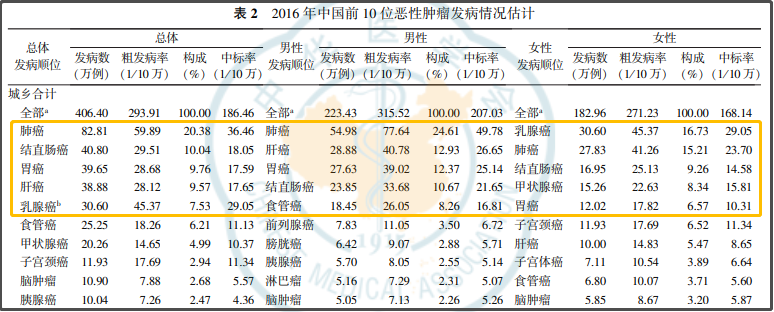 表 2 2016 年中国前 10 位恶性肿瘤发病情况估计
总体 男性 女性
总体发病顺位 发病数(万例) 粗发病率(1/10 万) 构成(%) 中标率(1/10 万) 男性发病顺位 发病数(万例) 粗发病率(1/10 万) 构成(%) 中标率(1/10 万) 女性发病顺位 发病数(万例) 粗发病率(1/10 万) 构成(%) 中标率(1/10 万)
城乡合计
全部a 406.40 293.91 100.00 186.46 全部a 223.43 315.52 100.00 207.03 全部a 182.96 271.23 100.00 168.14
肺癌 82.81 59.89 20.38 36.46 肺癌 54.98 77.64 24.61 49.78 乳腺癌 30.60 45.37 16.73 29.05
结直肠癌 40.80 29.51 10.04 18.05 肝癌 28.88 40.78 12.93 26.65 肺癌 27.83 41.26 15.21 23.70
胃癌 39.65 28.68 9.76 17.59 胃癌 27.63 39.02 12.37 25.14 结直肠癌 16.95 25.13 9.26 14.58
肝癌 38.88 28.12 9.57 17.65 结直肠癌 23.85 33.68 10.67 21.65 甲状腺癌 15.26 22.63 8.34 15.81
乳腺癌b 30.60 45.37 7.53 29.05 食管癌 18.45 26.05 8.26 16.81 胃癌 12.02 17.82 6.57 10.31
食管癌 25.25 18.26 6.21 11.13 前列腺癌 7.83 11.05 3.50 6.72 子宫颈癌 11.93 17.69 6.52 11.34
甲状腺癌 20.26 14.65 4.99 10.37 膀胱癌 6.42 9.07 2.88 5.71 肝癌 10.00 14.83 5.47 8.65
子宫颈癌 11.93 17.69 2.94 11.34 胰腺癌 5.70 8.05 2.55 5.14 子宫体癌 7.11 10.54 3.89 6.64
脑肿瘤 10.90 7.88 2.68 5.57 淋巴瘤 5.16 7.29 2.31 5.07 食管癌 6.80 10.07 3.71 5.60
胰腺癌 10.04 7.26 2.47 4.36 脑肿瘤 5.05 7.13 2.26 5.26 脑肿瘤 5.85 8.67 3.20 5.87